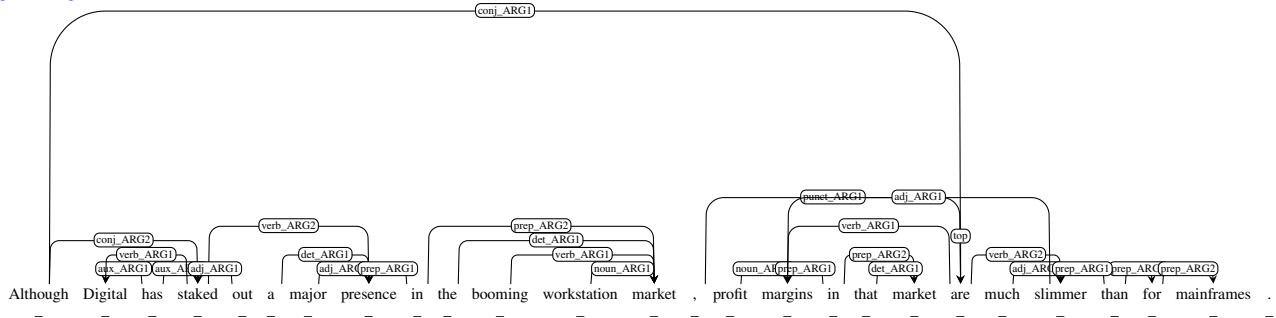 conj_ARG1
punct_ARG1 adj_ARG1
verb_ARG2 prep_ARG2 verb_ARG1
conj_ARG2 det_ARG1 top
verb_ARG1 det_ARG1 verb_ARG1 prep_ARG2 verb_ARG2
aux_ARG1 adj_ARG1 prep_ARG1 noun_ARG1 prep_ARG1 det_ARG1 prep_ARG1 prep_ARG2
Although Digital has staked out a major presence in the booming workstation market , profit margins in that market are much slimmer than for mainframes .